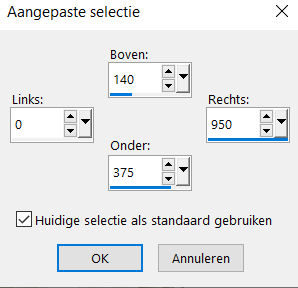 Aangepaste selectie
Boven:
140
Links:
0
Rechts:
950
Onder:
375
Huidige selectie als standaard gebruiken
OK
Annuleren